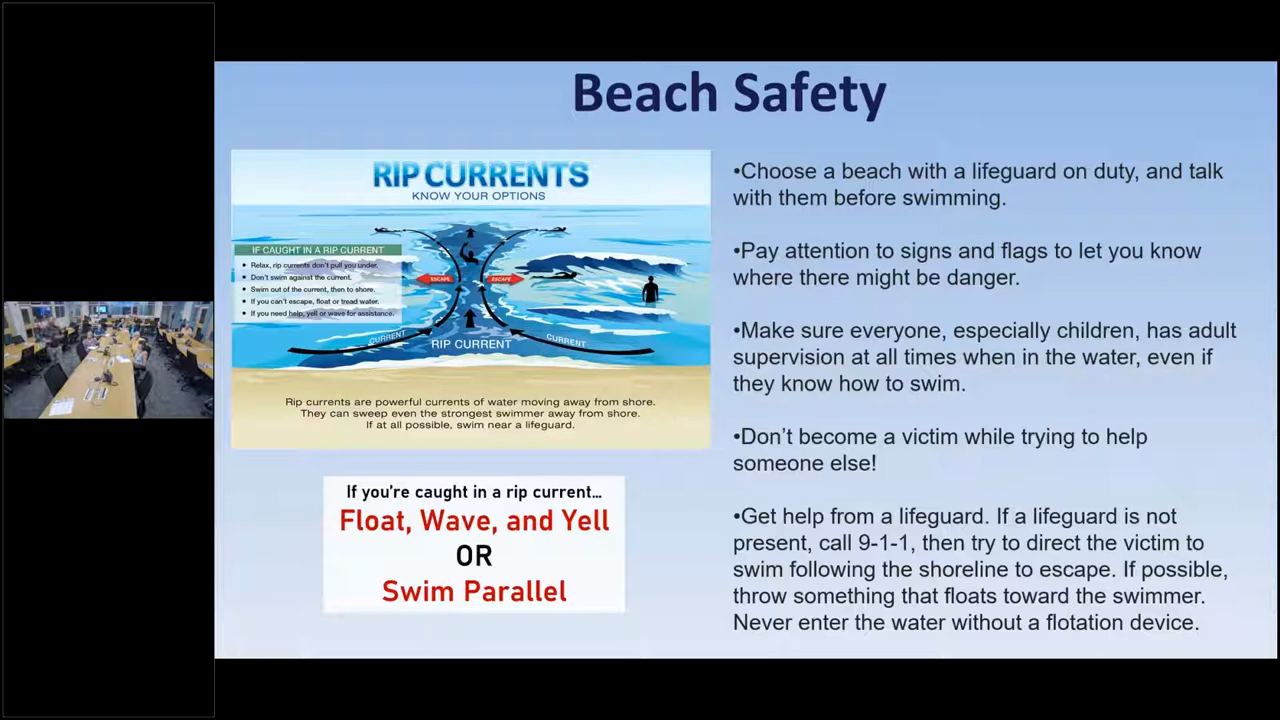 Beach Safety
RIP CURRENTS
KNOW YOUR OPTIONS
IF CAUGHT IN A RIP CURRENT
• Relax, rip currents don't pull you under.
• Don't swim against the current.
• Swim out of the current, then to shore.
• If you can't escape, float or tread water.
• If you need help, yell or wave for assistance.
ESCAPE
ESCAPE
CURRENT
RIP CURRENT
CURRENT
Rip currents are powerful currents of water moving away from shore.
They can sweep even the strongest swimmer away from shore.
If at all possible, swim near a lifeguard.
If you're caught in a rip current...
Float, Wave, and Yell
OR
Swim Parallel
•Choose a beach with a lifeguard on duty, and talk
with them before swimming.
•Pay attention to signs and flags to let you know
where there might be danger.
•Make sure everyone, especially children, has adult
supervision at all times when in the water, even if
they know how to swim.
•Don't become a victim while trying to help
someone else!
•Get help from a lifeguard. If a lifeguard is not
present, call 9-1-1, then try to direct the victim to
swim following the shoreline to escape. If possible,
throw something that floats toward the swimmer.
Never enter the water without a flotation device.